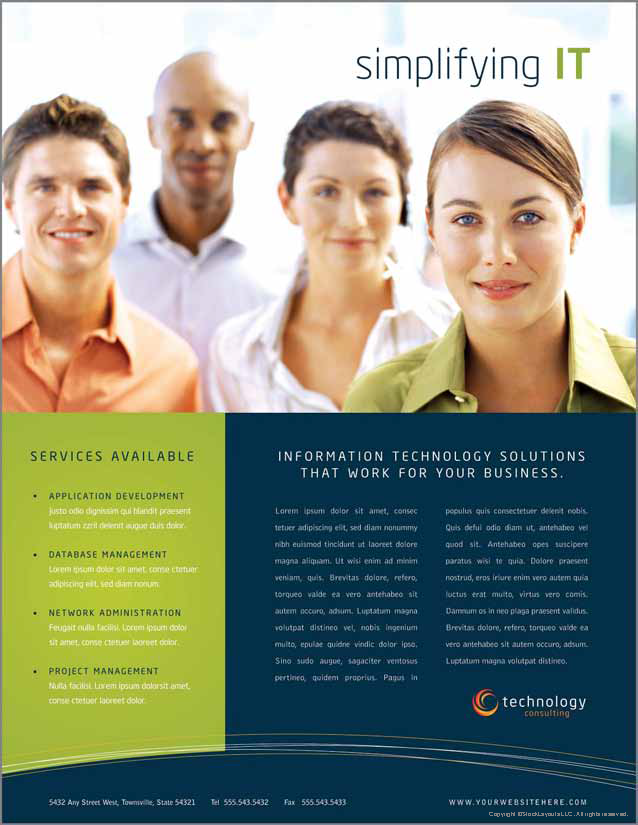 simplifying IT
SERVICES AVAILABLE
• APPLICATION DEVELOPMENT
Justo odio dignissim qui blandit praesent
luptatum zzril delenit augue duis dolor.
• DATABASE MANAGEMENT
Lorem ipsum dolor sit amet, conse ctetuer
adipiscing elit, sed diam nonum.
• NETWORK ADMINISTRATION
Feugait nulla facilisi. Lorem ipsum dolor
sit amet, conse ctetuer laoreet dolor.
• PROJECT MANAGEMENT
Nulla facilisi. Lorem ipsum dolorsit amet,
conse ctetuer laoreet dolor.
INFORMATION TECHNOLOGY SOLUTIONS
THAT WORK FOR YOUR BUSINESS.
Lorem ipsum dolor sit amet, consec
tetuer adipiscing elit, sed diam nonummy
nibh euismod tincidunt ut laoreet dolore
magna aliquam. Ut wisi enim ad minim
veniam, quis. Brevitas dolore, refero,
torqueo valde ea vero antehabeo sit
autem occuro, adsum. Luptatum magna
volutpat distineo vel, nobis ingenium
multo, epulae quidne vindic dolor ipso.
Sino sudo augue, sagaciter ventosus
pertineo, quidem proprius. Pagus in
populus quis consectetuer delenit nobis.
Quis defui odio diam ut, antehabeo vel
quod sit. Antehabeo opes suscipere
paratus wisi te quia. Dolore praesent
nostrud, eros iriure enim vero autem quia
luctus erat multo, virtus vero comis.
Damnum os in neo plaga praesent validus.
Brevitas dolore, refero, torqueo valde ea
vero antehabeo sit autem occuro, adsum.
Luptatum magna volutpat distineo.
technology
consulting
5432 Any Street West, Townsville, State 54321 Tel 555.543.5432 Fax 555.543.5433
WWW.YOURWEBSITEHERE.COM
Copyright ©StockLayouts LLC. All rights reserved.